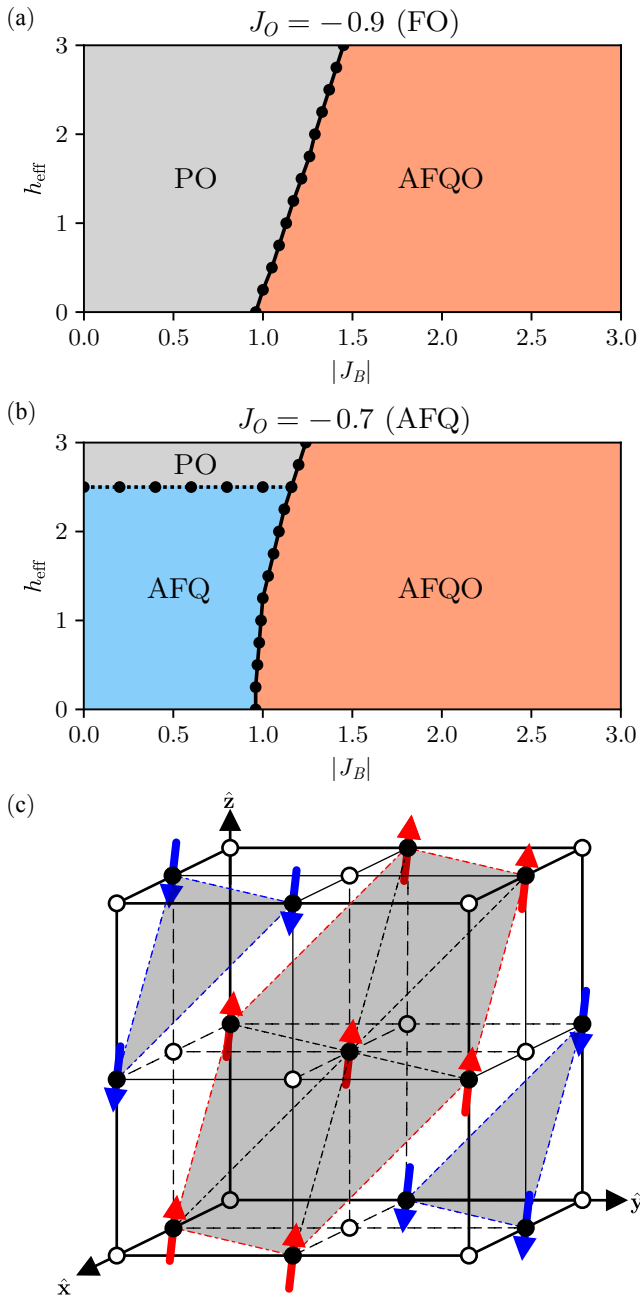 (a)
J_O = −0.9 (FO)
3
2
1
0
h_eff
PO
AFQO
0.0 0.5 1.0 1.5 2.0 2.5 3.0
|J_B|
(b)
J_O = −0.7 (AFQ)
3
2
1
0
h_eff
PO
AFQ
AFQO
0.0 0.5 1.0 1.5 2.0 2.5 3.0
|J_B|
(c)
ẑ
ŷ
x̂